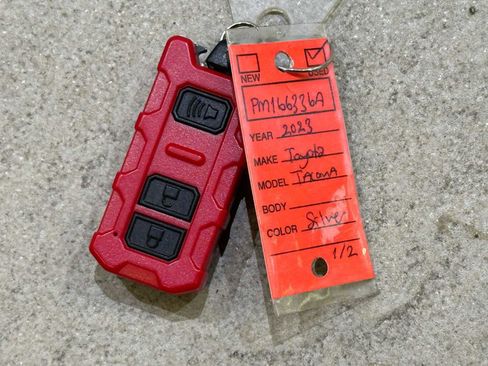 NEW USED
PM166336A
YEAR 2023
MAKE Toyota
MODEL Tacoma
BODY
COLOR Silver
1/2